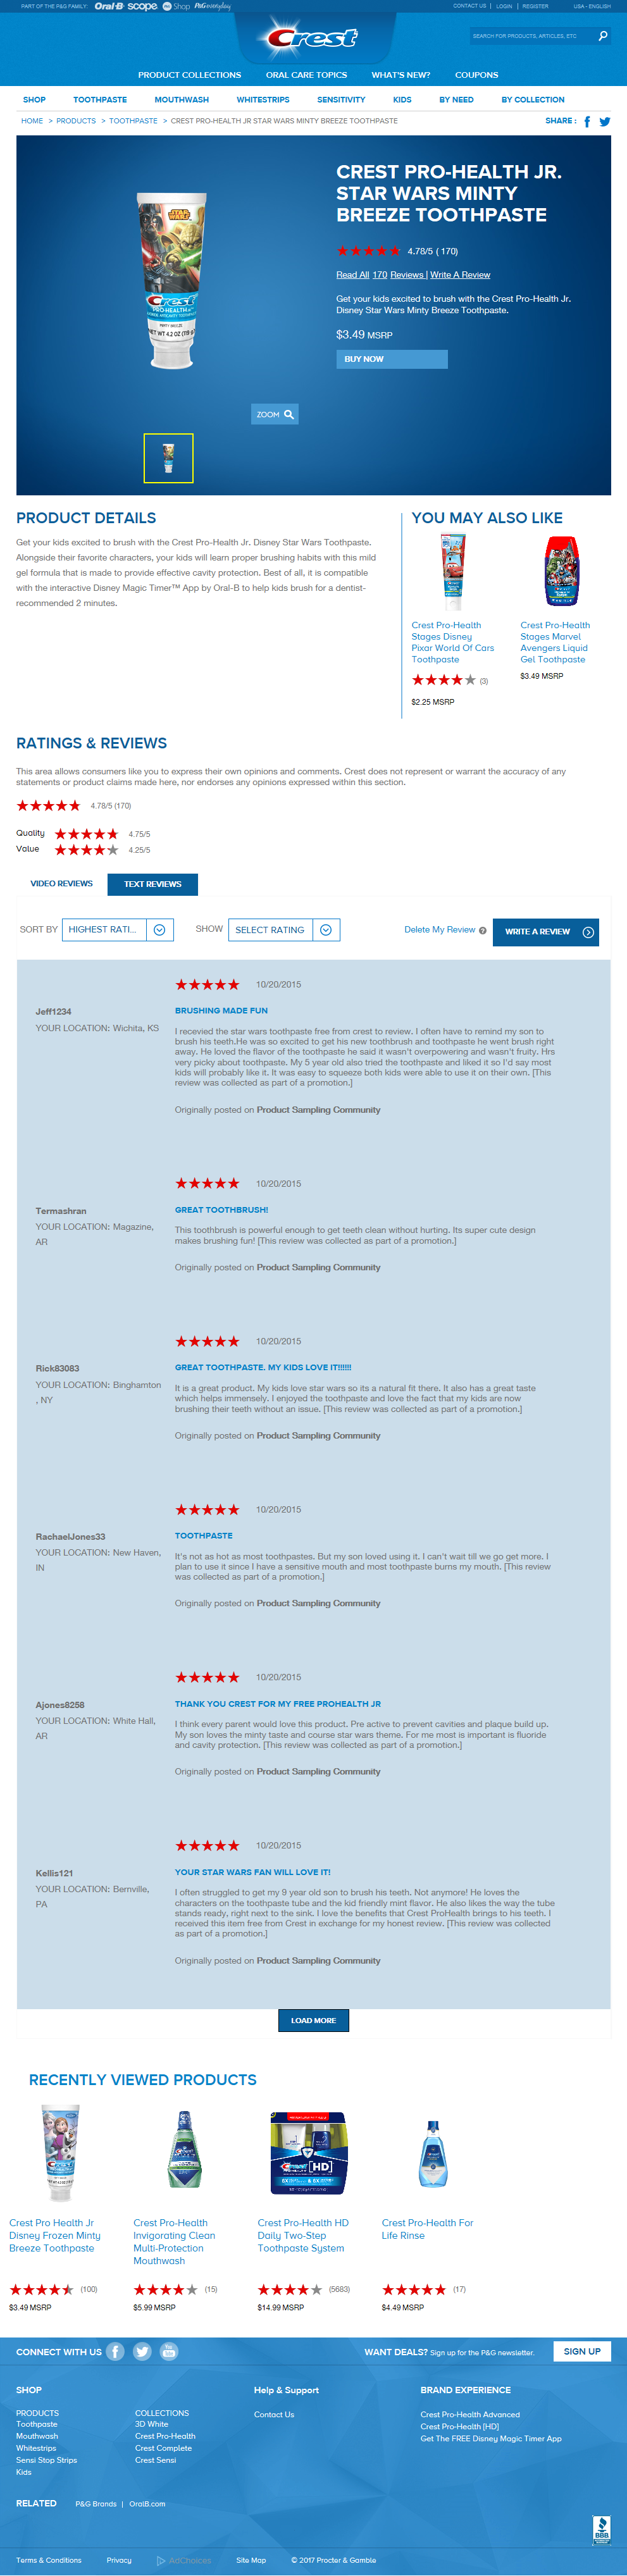 PART OF THE P&G FAMILY: Oral-B scope Shop P&G everyday
CONTACT US | LOGIN | REGISTER USA - ENGLISH
Crest
SEARCH FOR PRODUCTS, ARTICLES, ETC
PRODUCT COLLECTIONS ORAL CARE TOPICS WHAT'S NEW? COUPONS
SHOP TOOTHPASTE MOUTHWASH WHITESTRIPS SENSITIVITY KIDS BY NEED BY COLLECTION
HOME > PRODUCTS > TOOTHPASTE > CREST PRO-HEALTH JR STAR WARS MINTY BREEZE TOOTHPASTE
SHARE :
CREST PRO-HEALTH JR.
STAR WARS MINTY
BREEZE TOOTHPASTE
4.78/5 ( 170)
Read All 170 Reviews | Write A Review
Get your kids excited to brush with the Crest Pro-Health Jr.
Disney Star Wars Minty Breeze Toothpaste.
$3.49 MSRP
BUY NOW
STAR WARS
Crest
PRO-HEALTH
NET WT 4.2 OZ (119 g)
ZOOM
PRODUCT DETAILS
Get your kids excited to brush with the Crest Pro-Health Jr. Disney Star Wars Toothpaste.
Alongside their favorite characters, your kids will learn proper brushing habits with this mild
gel formula that is made to provide effective cavity protection. Best of all, it is compatible
with the interactive Disney Magic Timer™ App by Oral-B to help kids brush for a dentist-
recommended 2 minutes.
YOU MAY ALSO LIKE
Crest Pro-Health
Stages Disney
Pixar World Of Cars
Toothpaste
(3)
$2.25 MSRP
Crest Pro-Health
Stages Marvel
Avengers Liquid
Gel Toothpaste
$3.49 MSRP
RATINGS & REVIEWS
This area allows consumers like you to express their own opinions and comments. Crest does not represent or warrant the accuracy of any
statements or product claims made here, nor endorses any opinions expressed within this section.
4.78/5 (170)
Quality 4.75/5
Value 4.25/5
VIDEO REVIEWS TEXT REVIEWS
SORT BY HIGHEST RATI... SHOW SELECT RATING Delete My Review ? WRITE A REVIEW
10/20/2015
Jeff1234
YOUR LOCATION: Wichita, KS
BRUSHING MADE FUN
I recevied the star wars toothpaste free from crest to review. I often have to remind my son to
brush his teeth.He was so excited to get his new tooth­brush and toothpaste he went brush right
away. He loved the flavor of the toothpaste he said it wasn't overpowering and wasn't fruity. Hrs
very picky about toothpaste. My 5 year old also tried the toothpaste and liked it so I'd say most
kids will probably like it. It was easy to squeeze both kids were able to use it on their own. [This
review was collected as part of a promotion.]
Originally posted on Product Sampling Community
10/20/2015
Termashran
YOUR LOCATION: Magazine,
AR
GREAT TOOTHBRUSH!
This toothbrush is powerful enough to get teeth clean without hurting. Its super cute design
makes brushing fun! [This review was collected as part of a promotion.]
Originally posted on Product Sampling Community
10/20/2015
Rick83083
YOUR LOCATION: Binghamton
, NY
GREAT TOOTHPASTE. MY KIDS LOVE IT!!!!!!
It is a great product. My kids love star wars so its a natural fit there. It also has a great taste
which helps immensely. I enjoyed the toothpaste and love the fact that my kids are now
brushing their teeth without an issue. [This review was collected as part of a promotion.]
Originally posted on Product Sampling Community
10/20/2015
RachaelJones33
YOUR LOCATION: New Haven,
IN
TOOTHPASTE
It's not as hot as most toothpastes. But my son loved using it. I can't wait till we go get more. I
plan to use it since I have a sensitive mouth and most toothpaste burns my mouth. [This review
was collected as part of a promotion.]
Originally posted on Product Sampling Community
10/20/2015
Ajones8258
YOUR LOCATION: White Hall,
AR
THANK YOU CREST FOR MY FREE PROHEALTH JR
I think every parent would love this product. Pre active to prevent cavities and plaque build up.
My son loves the minty taste and course star wars theme. For me most is important is fluoride
and cavity protection. [This review was collected as part of a promotion.]
Originally posted on Product Sampling Community
10/20/2015
Kellis121
YOUR LOCATION: Bernville,
PA
YOUR STAR WARS FAN WILL LOVE IT!
I often struggled to get my 9 year old son to brush his teeth. Not anymore! He loves the
characters on the toothpaste tube and the kid friendly mint flavor. He also likes the way the tube
stands ready, right next to the sink. I love the benefits that Crest ProHealth brings to his teeth. I
received this item free from Crest in exchange for my honest review. [This review was collected
as part of a promotion.]
Originally posted on Product Sampling Community
LOAD MORE
RECENTLY VIEWED PRODUCTS
Crest Pro Health Jr
Disney Frozen Minty
Breeze Toothpaste
(100)
$3.49 MSRP
Crest Pro-Health
Invigorating Clean
Multi-Protection
Mouthwash
(15)
$5.99 MSRP
Crest Pro-Health HD
Daily Two-Step
Toothpaste System
(5683)
$14.99 MSRP
Crest Pro-Health For
Life Rinse
(17)
$4.49 MSRP
CONNECT WITH US
WANT DEALS? Sign up for the P&G newsletter. SIGN UP
SHOP
PRODUCTS
Toothpaste
Mouthwash
Whitestrips
Sensi Stop Strips
Kids
COLLECTIONS
3D White
Crest Pro-Health
Crest Complete
Crest Sensi
Help & Support
Contact Us
BRAND EXPERIENCE
Crest Pro-Health Advanced
Crest Pro-Health [HD]
Get The FREE Disney Magic Timer App
RELATED P&G Brands | OralB.com
BBB
Terms & Conditions Privacy AdChoices Site Map © 2017 Procter & Gamble